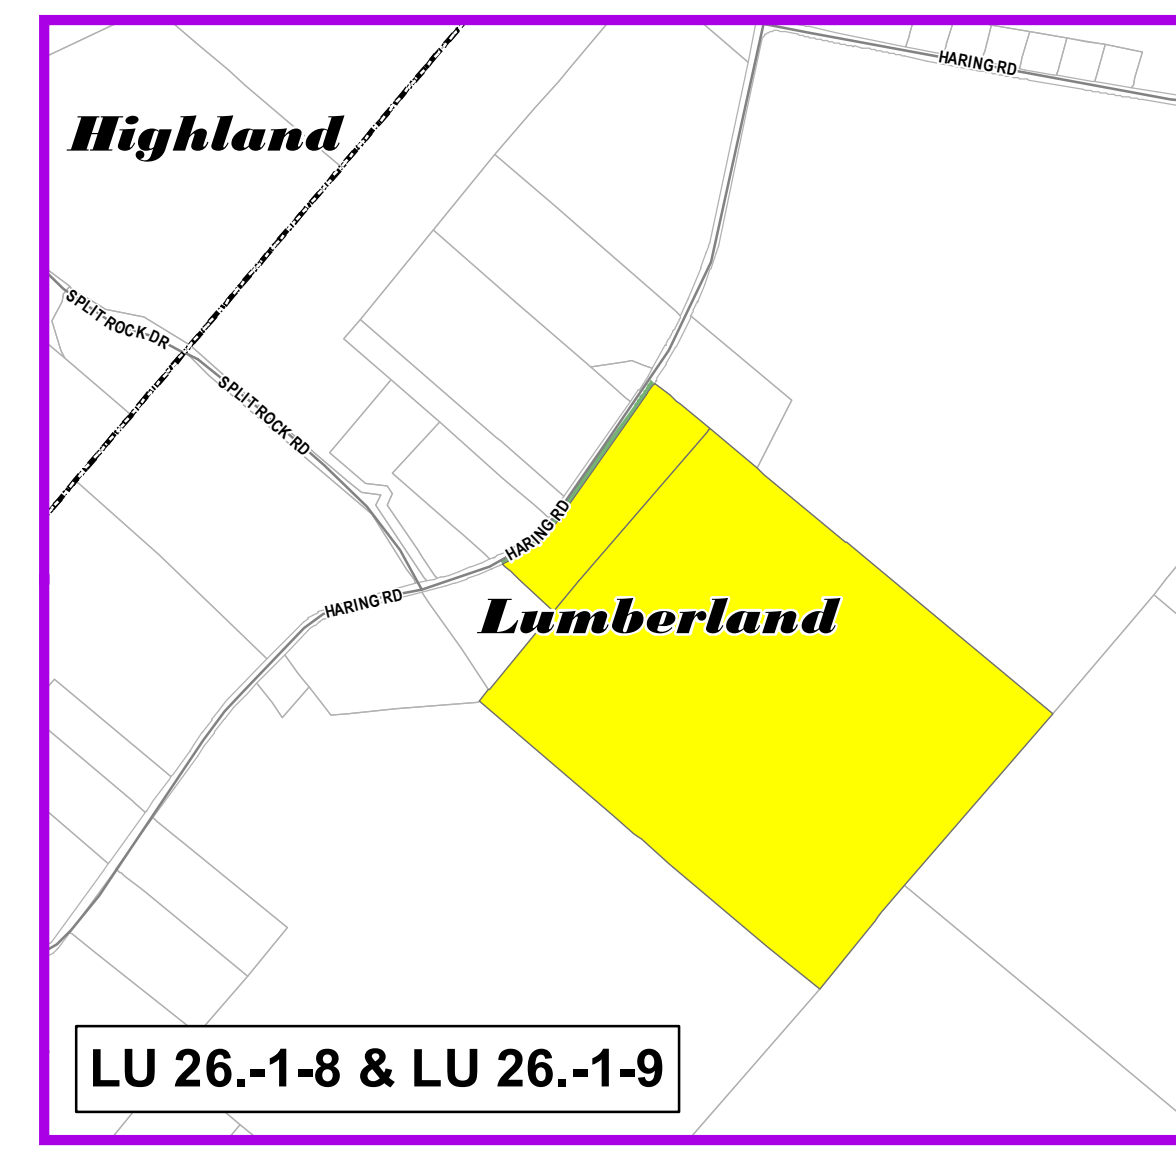 HARING RD
Highland
SPLIT ROCK DR
SPLIT ROCK RD
HARING RD
HARING RD
Lumberland
LU 26.-1-8 & LU 26.-1-9